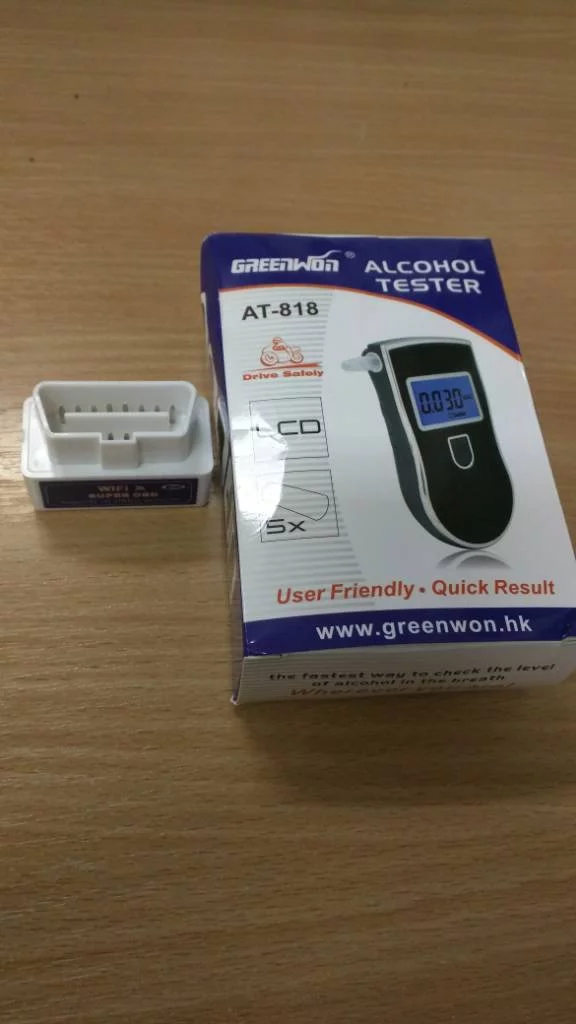 GREENWON®
ALCOHOL
TESTER
AT-818
Drive Safely
LCD
0.030
5x
User Friendly • Quick Result
www.greenwon.hk
the fastest way to check the level
of alcohol in the breath
Wherever
WiFi
SUPER OBD